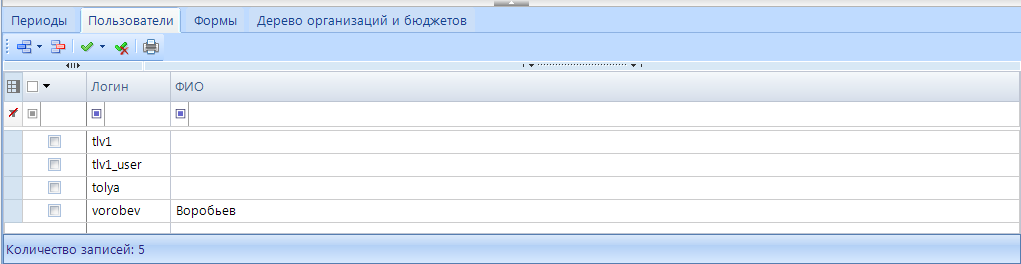 Периоды Пользователи Формы Дерево организаций и бюджетов
Логин ФИО
tlv1
tlv1_user
tolya
vorobev Воробьев
Количество записей: 5